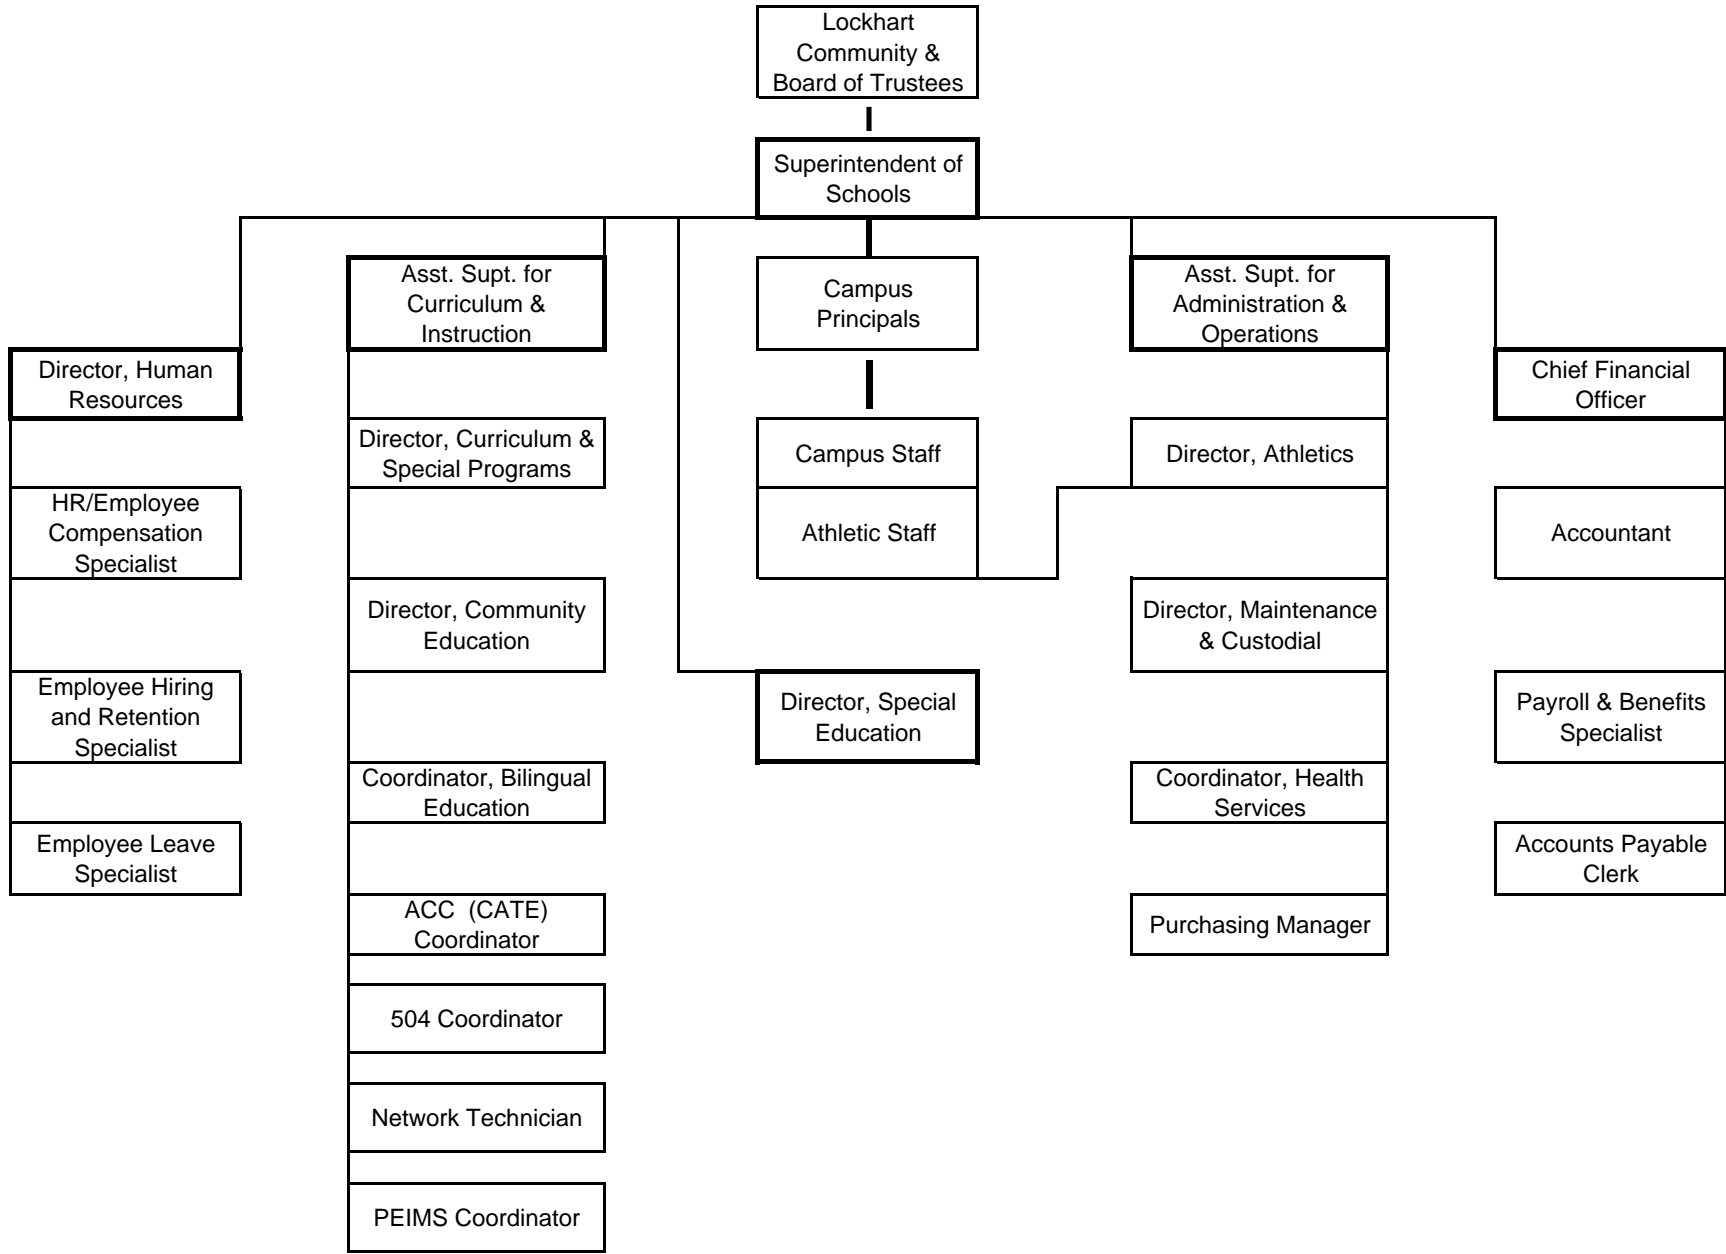 Lockhart
Community &
Board of Trustees
Superintendent of
Schools
Asst. Supt. for
Curriculum &
Instruction
Campus
Principals
Asst. Supt. for
Administration &
Operations
Director, Human
Resources
Chief Financial
Officer
Director, Curriculum &
Special Programs
Campus Staff
Director, Athletics
HR/Employee
Compensation
Specialist
Athletic Staff
Accountant
Director, Community
Education
Director, Maintenance
& Custodial
Employee Hiring
and Retention
Specialist
Director, Special
Education
Payroll & Benefits
Specialist
Coordinator, Bilingual
Education
Coordinator, Health
Services
Employee Leave
Specialist
Accounts Payable
Clerk
ACC (CATE)
Coordinator
Purchasing Manager
504 Coordinator
Network Technician
PEIMS Coordinator